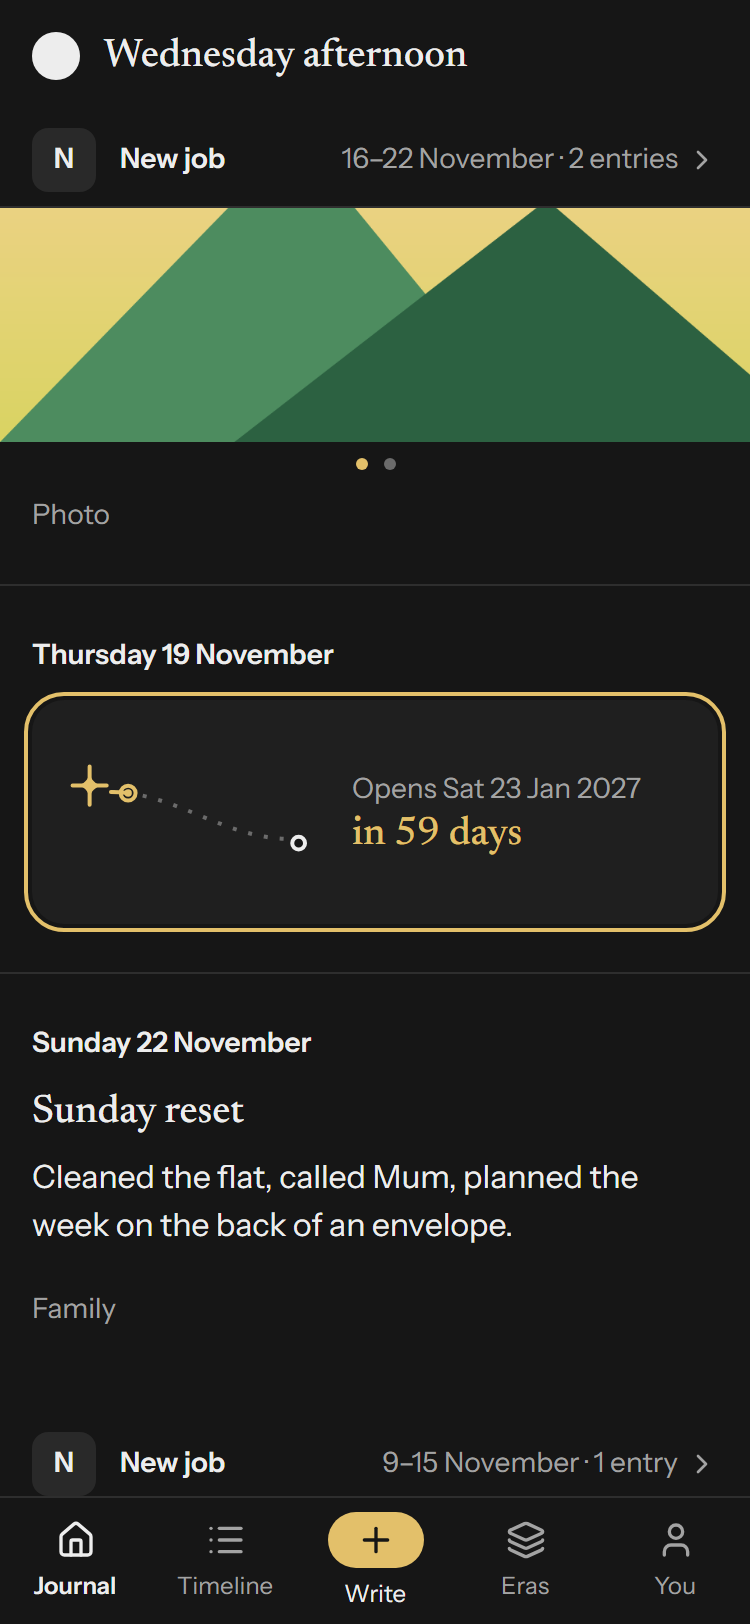 Wednesday afternoon
N New job 16–22 November · 2 entries
Photo
Thursday 19 November
Opens Sat 23 Jan 2027
in 59 days
Sunday 22 November
Sunday reset
Cleaned the flat, called Mum, planned the
week on the back of an envelope.
Family
N New job 9–15 November · 1 entry
Journal Timeline Write Eras You